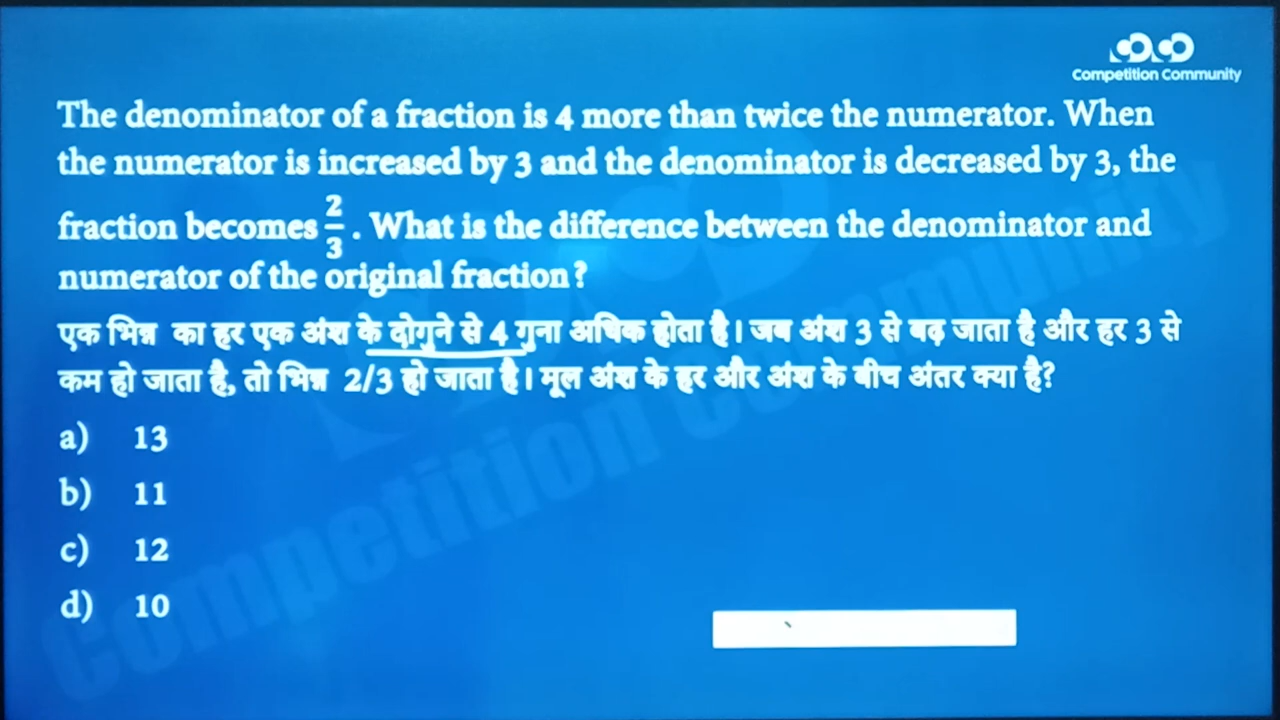 Competition Community
The denominator of a fraction is 4 more than twice the numerator. When
the numerator is increased by 3 and the denominator is decreased by 3, the
fraction becomes 2/3. What is the difference between the denominator and
numerator of the original fraction?
एक भिन्न का हर एक अंश के दोगुने से 4 गुना अधिक होता है। जब अंश 3 से बढ़ जाता है और हर 3 से
कम हो जाता है, तो भिन्न 2/3 हो जाता है। मूल अंश के हर और अंश के बीच अंतर क्या है?
a) 13
b) 11
c) 12
d) 10
Competition Community